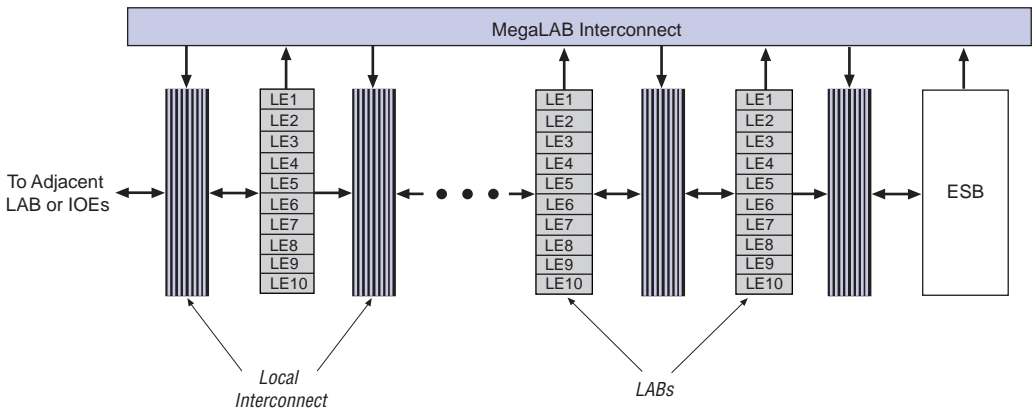 MegaLAB Interconnect
LE1
LE2
LE3
LE4
LE5
LE6
LE7
LE8
LE9
LE10
LE1
LE2
LE3
LE4
LE5
LE6
LE7
LE8
LE9
LE10
LE1
LE2
LE3
LE4
LE5
LE6
LE7
LE8
LE9
LE10
To Adjacent
LAB or IOEs
ESB
Local
Interconnect
LABs